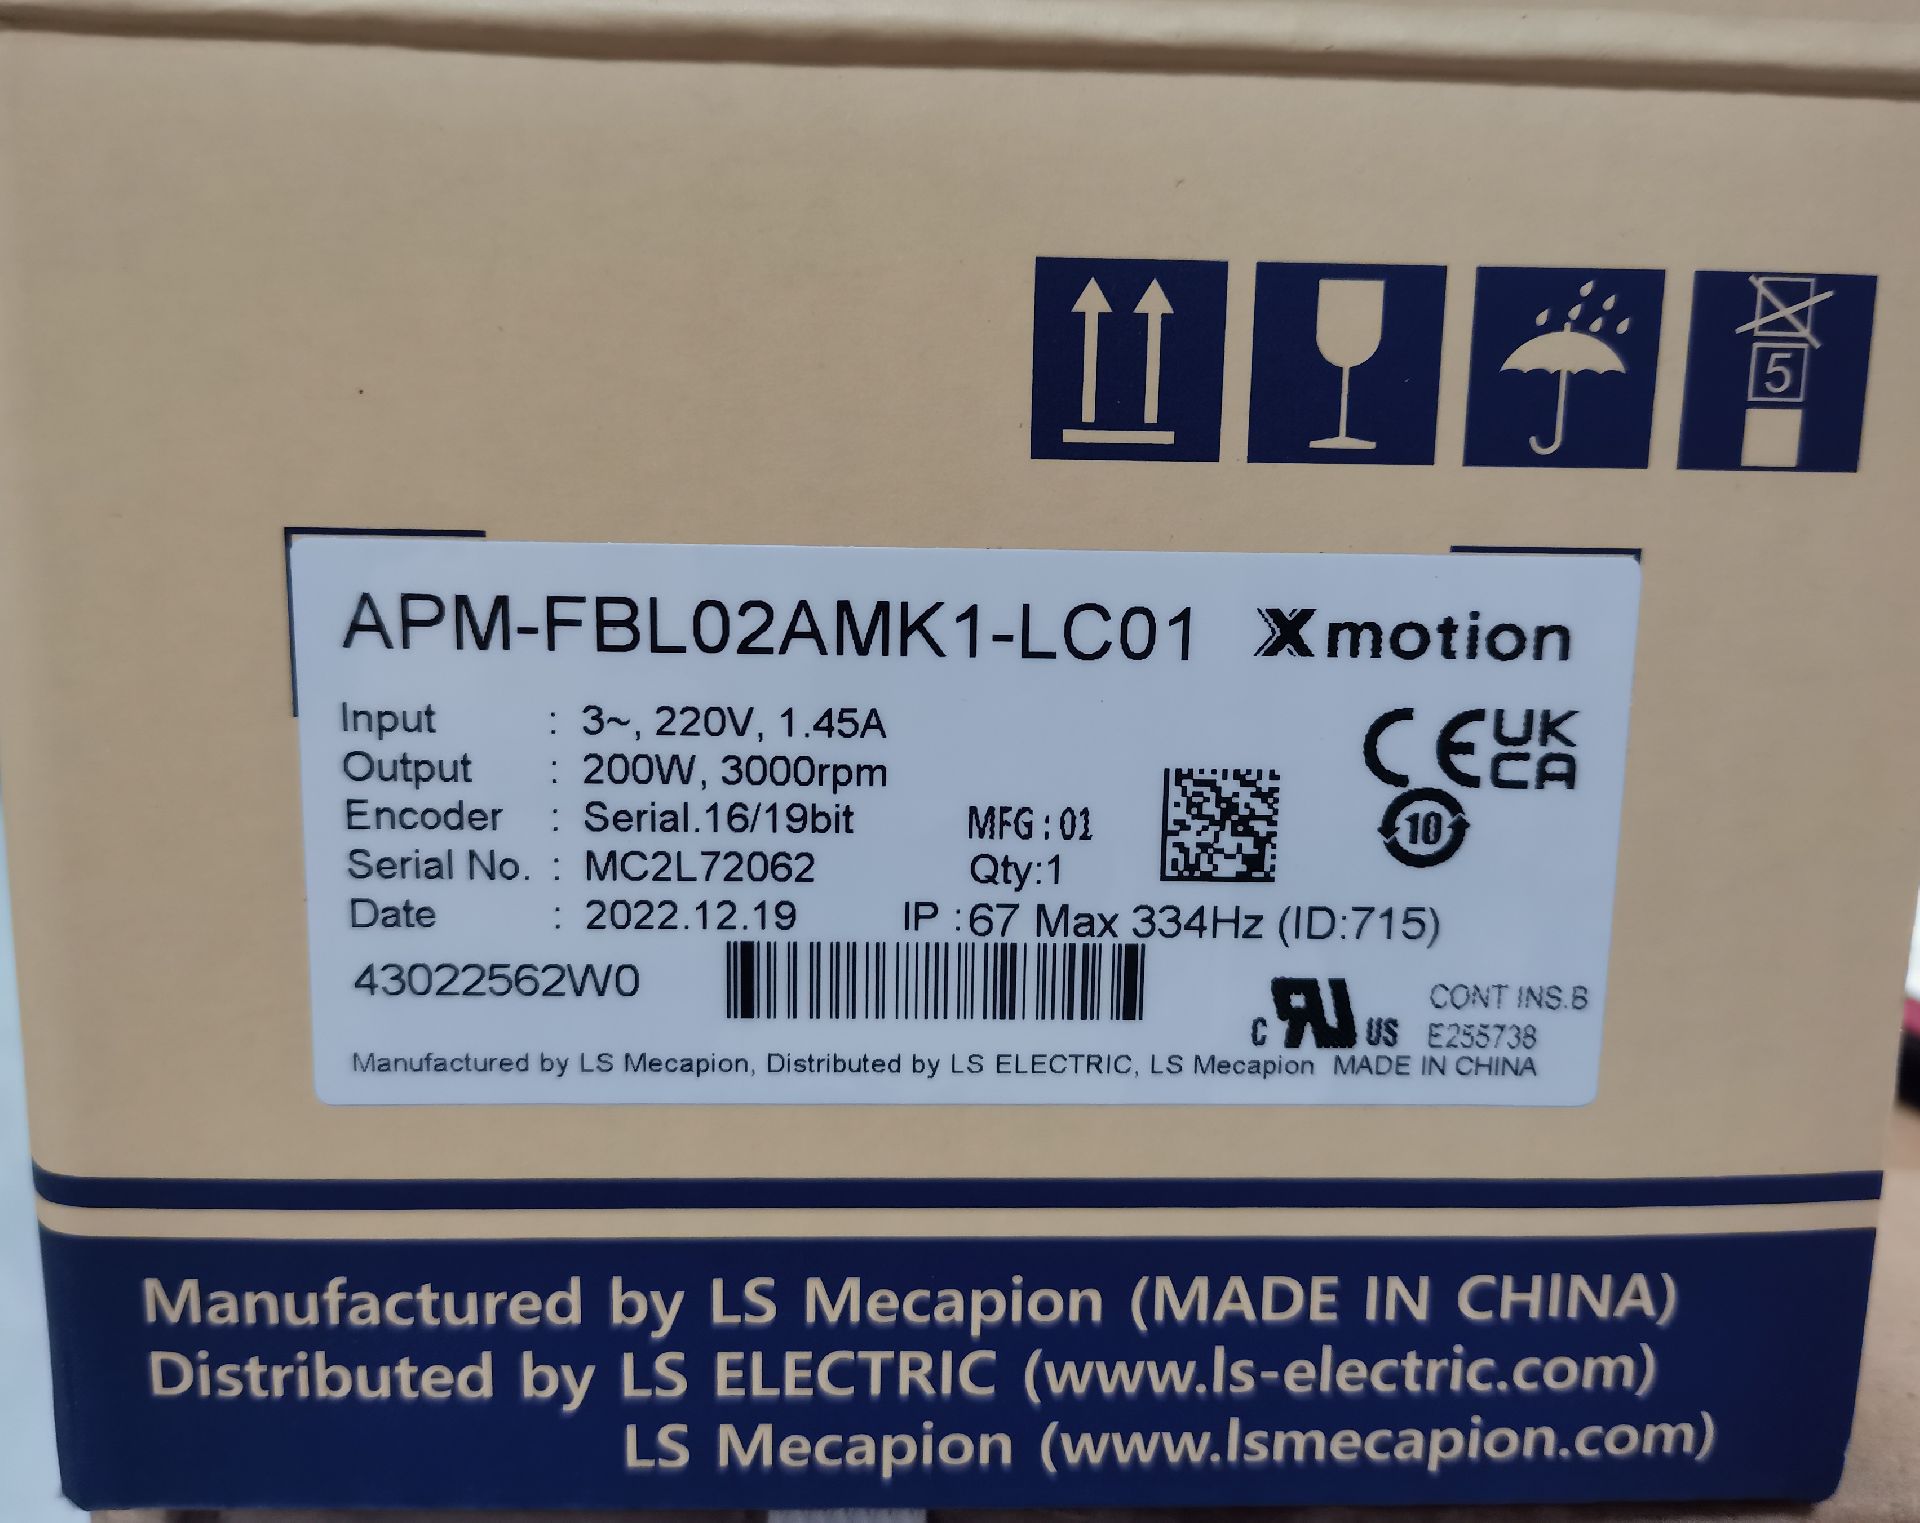 5
APM-FBL02AMK1-LC01 Xmotion
Input : 3~, 220V, 1.45A
Output : 200W, 3000rpm
Encoder : Serial.16/19bit MFG:01
Serial No. : MC2L72062 Qty:1
Date : 2022.12.19 IP :67 Max 334Hz (ID:715)
CE UK
CA
10
43022562W0
c RU US CONT INS.B
E255738
Manufactured by LS Mecapion, Distributed by LS ELECTRIC, LS Mecapion MADE IN CHINA
Manufactured by LS Mecapion (MADE IN CHINA)
Distributed by LS ELECTRIC (www.ls-electric.com)
LS Mecapion (www.lsmecapion.com)